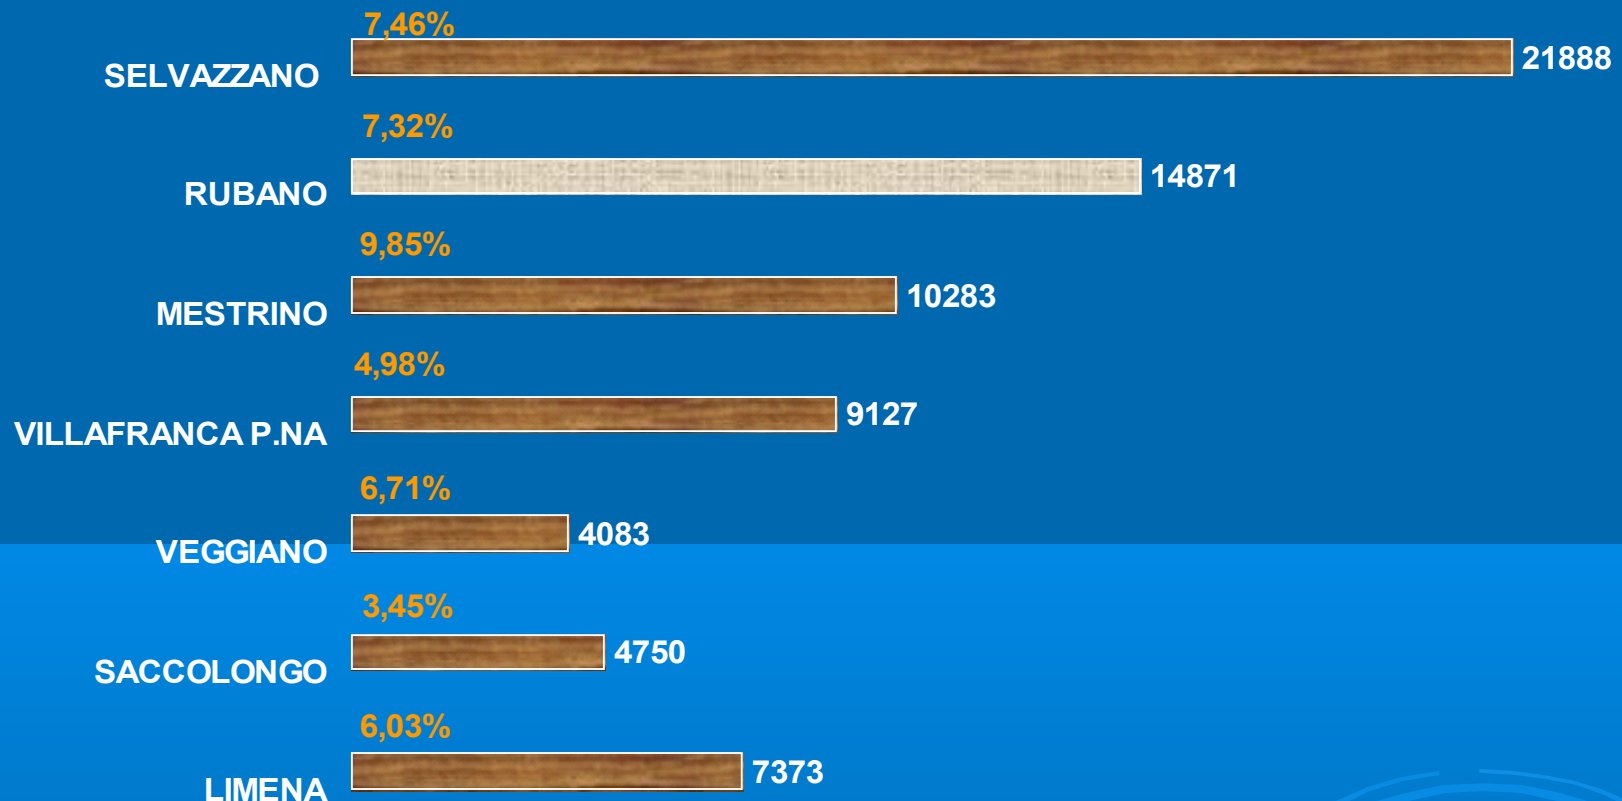 7,46%
SELVAZZANO 21888
7,32%
RUBANO 14871
9,85%
MESTRINO 10283
4,98%
VILLAFRANCA P.NA 9127
6,71%
VEGGIANO 4083
3,45%
SACCOLONGO 4750
6,03%
LIMENA 7373